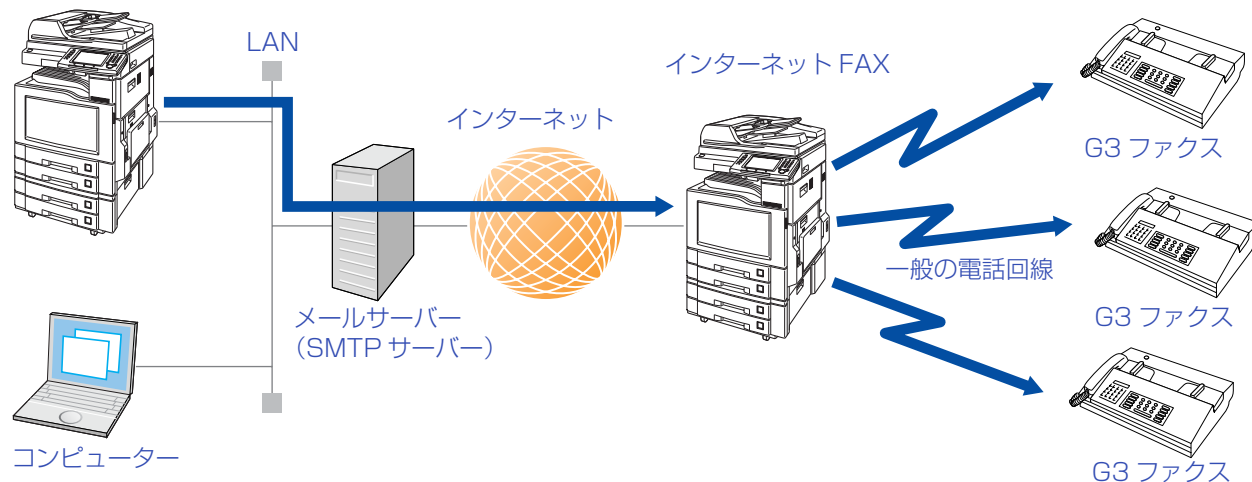 LAN
インターネット FAX
インターネット
G3 ファクス
一般の電話回線
G3 ファクス
メールサーバー
(SMTP サーバー)
コンピューター
G3 ファクス